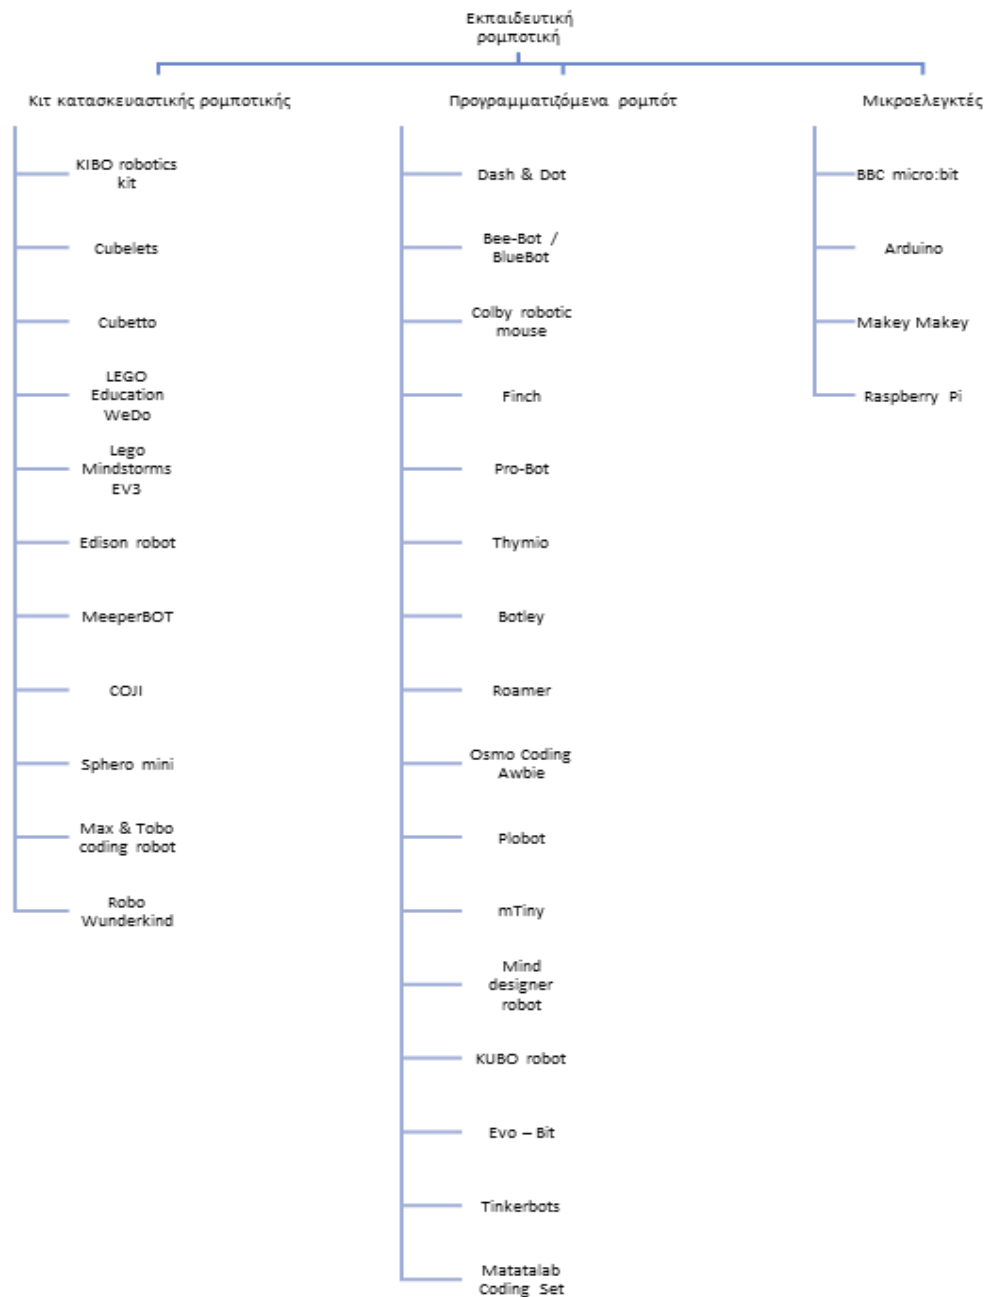 Εκπαιδευτική
ρομποτική
Κιτ κατασκευαστικής ρομποτικής
KIBO robotics
kit
Cubelets
Cubetto
LEGO
Education
WeDo
Lego
Mindstorms
EV3
Edison robot
MeeperBOT
COJI
Sphero mini
Max & Tobo
coding robot
Robo
Wunderkind
Προγραμματιζόμενα ρομπότ
Dash & Dot
Bee-Bot /
BlueBot
Colby robotic
mouse
Finch
Pro-Bot
Thymio
Botley
Roamer
Osmo Coding
Awbie
Plobot
mTiny
Mind
designer
robot
KUBO robot
Evo – Bit
Tinkerbots
Matatalab
Coding Set
Μικροελεγκτές
BBC micro:bit
Arduino
Makey Makey
Raspberry Pi